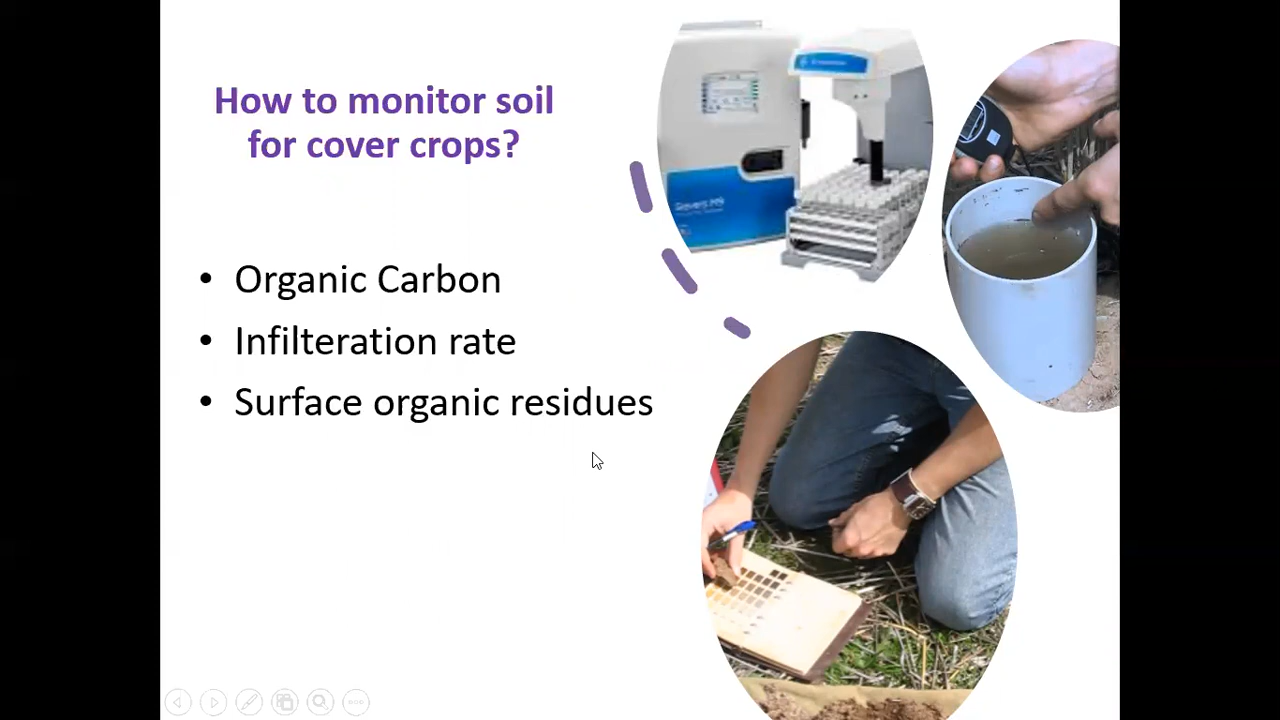 How to monitor soil
for cover crops?
• Organic Carbon
• Infilteration rate
• Surface organic residues